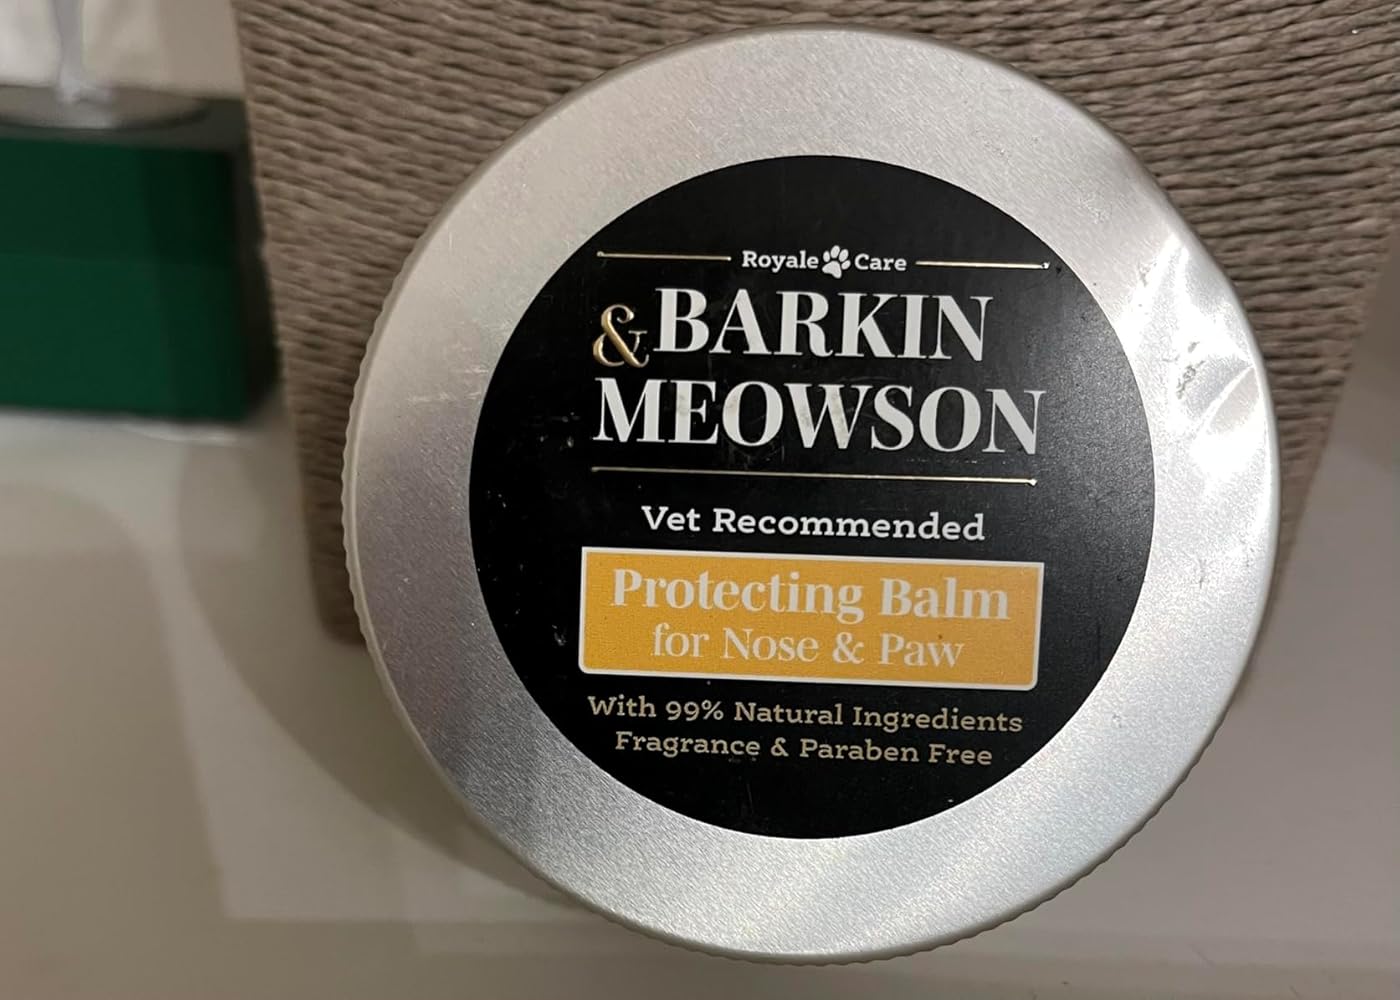 Royale Care
& BARKIN
MEOWSON
Vet Recommended
Protecting Balm
for Nose & Paw
With 99% Natural Ingredients
Fragrance & Paraben Free